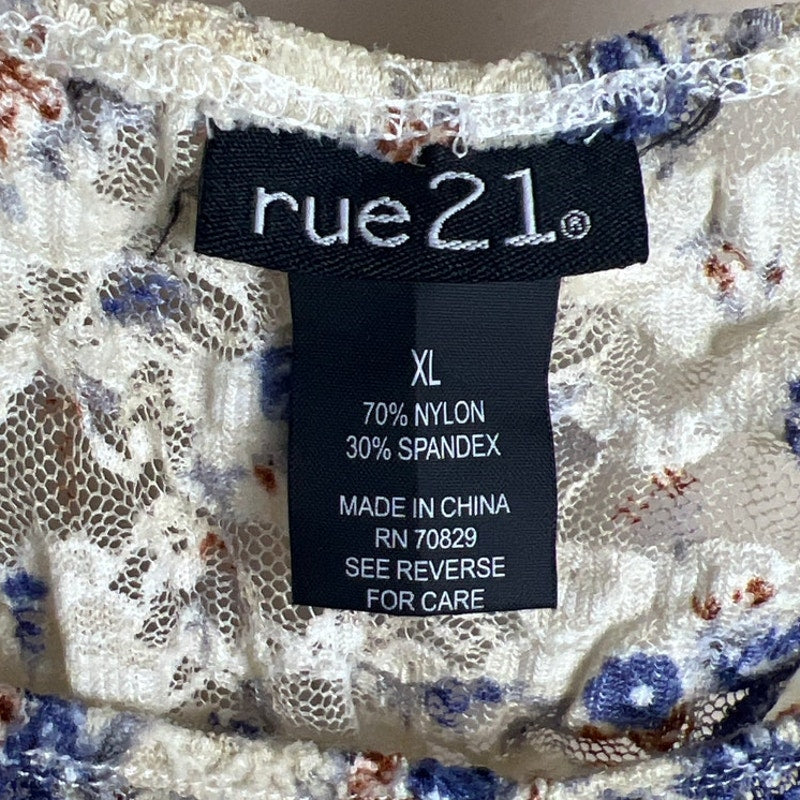 rue21®
XL
70% NYLON
30% SPANDEX
MADE IN CHINA
RN 70829
SEE REVERSE
FOR CARE